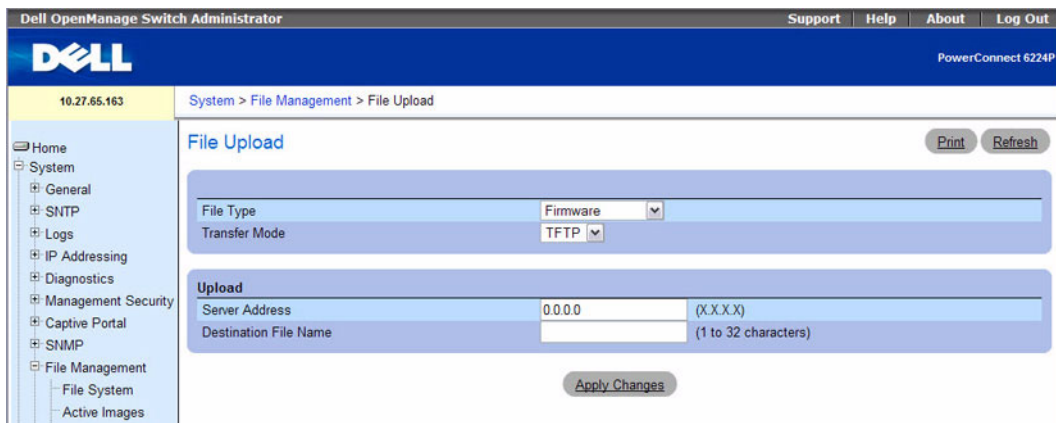 Dell OpenManage Switch Administrator Support Help About Log Out
DELL
PowerConnect 6224P
10.27.65.163
System > File Management > File Upload
Home
System
General
SNTP
Logs
IP Addressing
Diagnostics
Management Security
Captive Portal
SNMP
File Management
File System
Active Images
File Upload
Print Refresh
File Type Firmware
Transfer Mode TFTP
Upload
Server Address 0.0.0.0 (X.X.X.X)
Destination File Name (1 to 32 characters)
Apply Changes